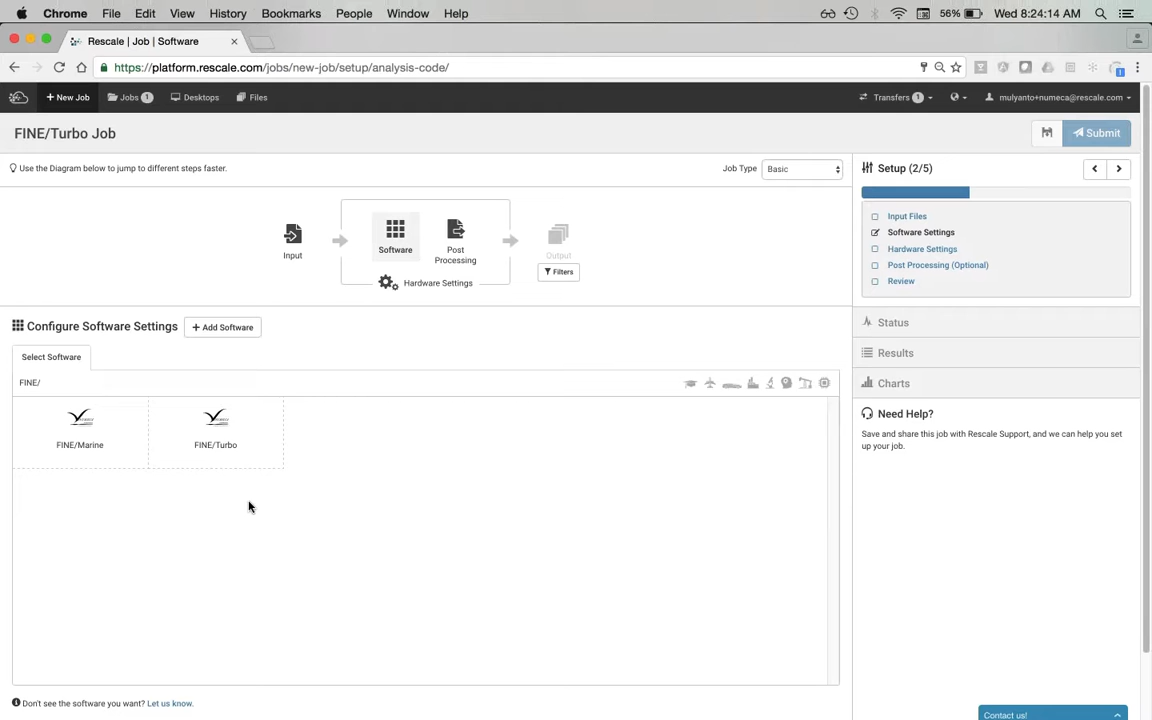 Chrome File Edit View History Bookmarks People Window Help 56% Wed 8:24:14 AM
Rescale | Job | Software
https://platform.rescale.com/jobs/new-job/setup/analysis-code/
+ New Job Jobs 1 Desktops Files Transfers 1 mulyanto+numeca@rescale.com
FINE/Turbo Job Submit
Use the Diagram below to jump to different steps faster. Job Type Basic
Setup (2/5)
Input Files
Software Settings
Hardware Settings
Post Processing (Optional)
Review
Input
Software
Post
Processing
Hardware Settings
Output
Filters
Status
Results
Charts
Need Help?
Save and share this job with Rescale Support, and we can help you set
up your job.
Configure Software Settings + Add Software
Select Software
FINE/
FINE/Marine FINE/Turbo
Don't see the software you want? Let us know.
Contact us!